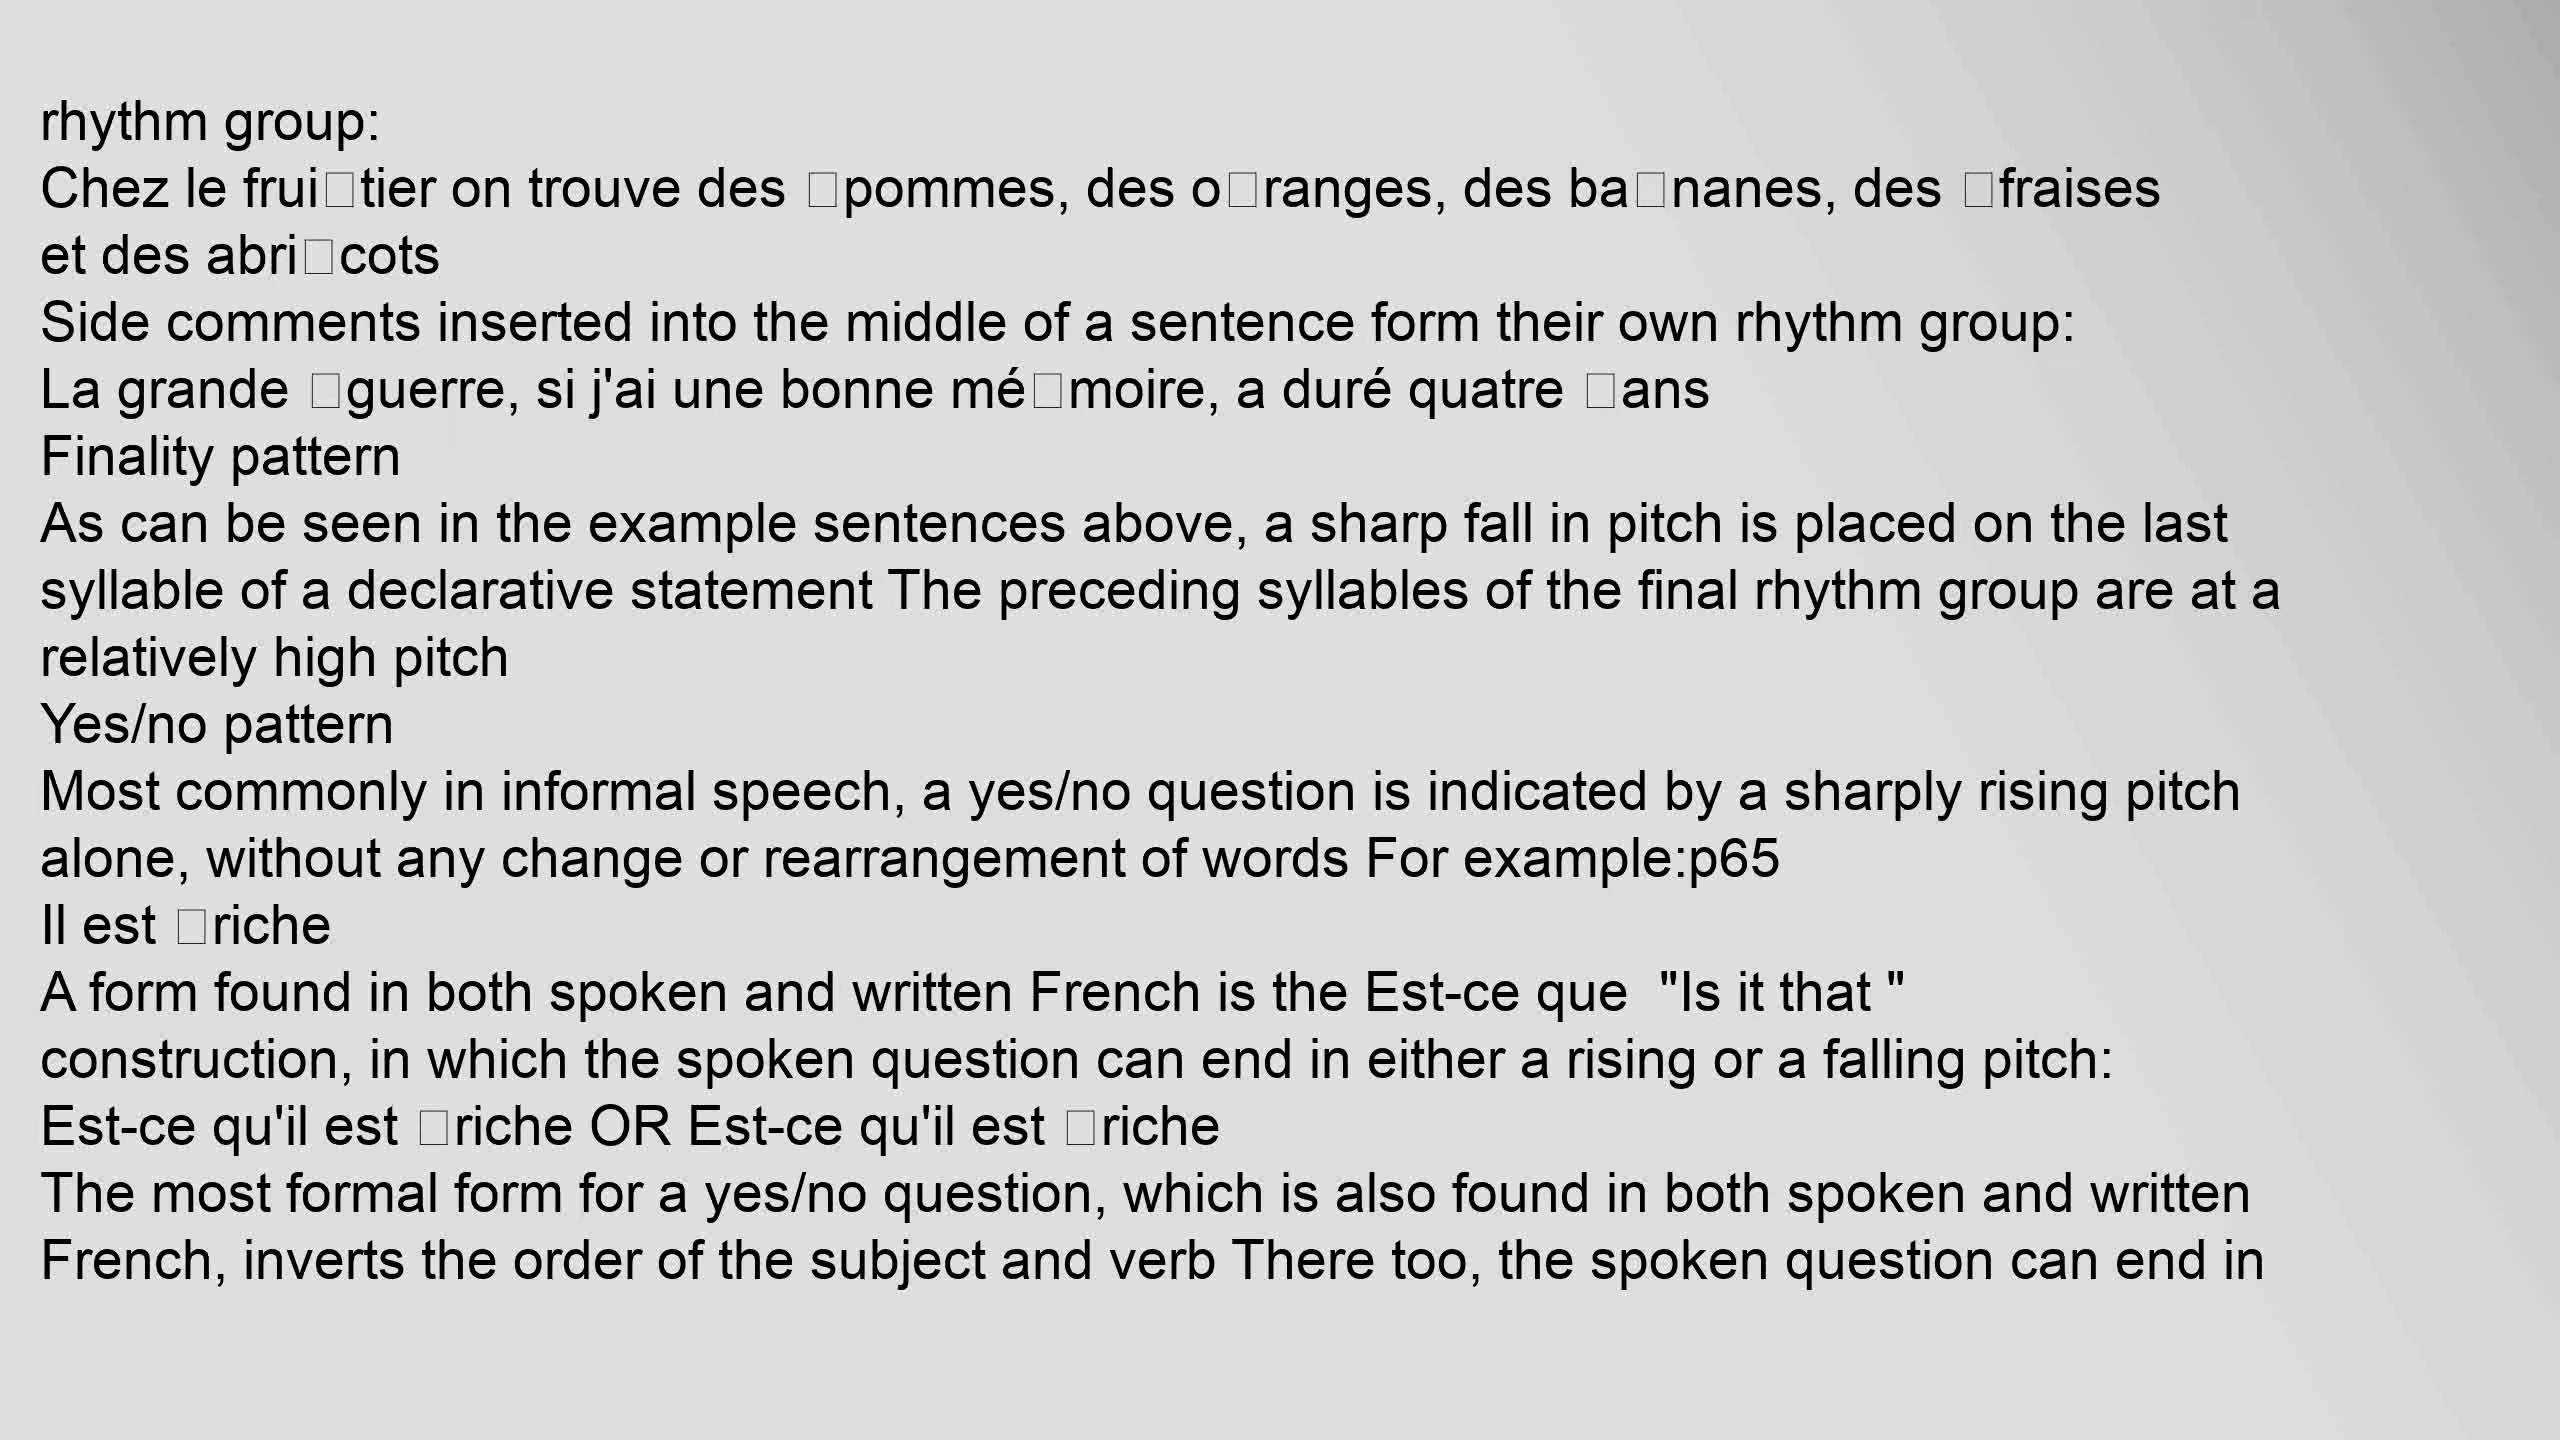 rhythm group:
Chez le frui□tier on trouve des □pommes, des o□ranges, des ba□nanes, des □fraises
et des abri□cots
Side comments inserted into the middle of a sentence form their own rhythm group:
La grande □guerre, si j'ai une bonne mé□moire, a duré quatre □ans
Finality pattern
As can be seen in the example sentences above, a sharp fall in pitch is placed on the last
syllable of a declarative statement The preceding syllables of the final rhythm group are at a
relatively high pitch
Yes/no pattern
Most commonly in informal speech, a yes/no question is indicated by a sharply rising pitch
alone, without any change or rearrangement of words For example:p65
Il est □riche
A form found in both spoken and written French is the Est-ce que  "Is it that "
construction, in which the spoken question can end in either a rising or a falling pitch:
Est-ce qu'il est □riche OR Est-ce qu'il est □riche
The most formal form for a yes/no question, which is also found in both spoken and written
French, inverts the order of the subject and verb There too, the spoken question can end in